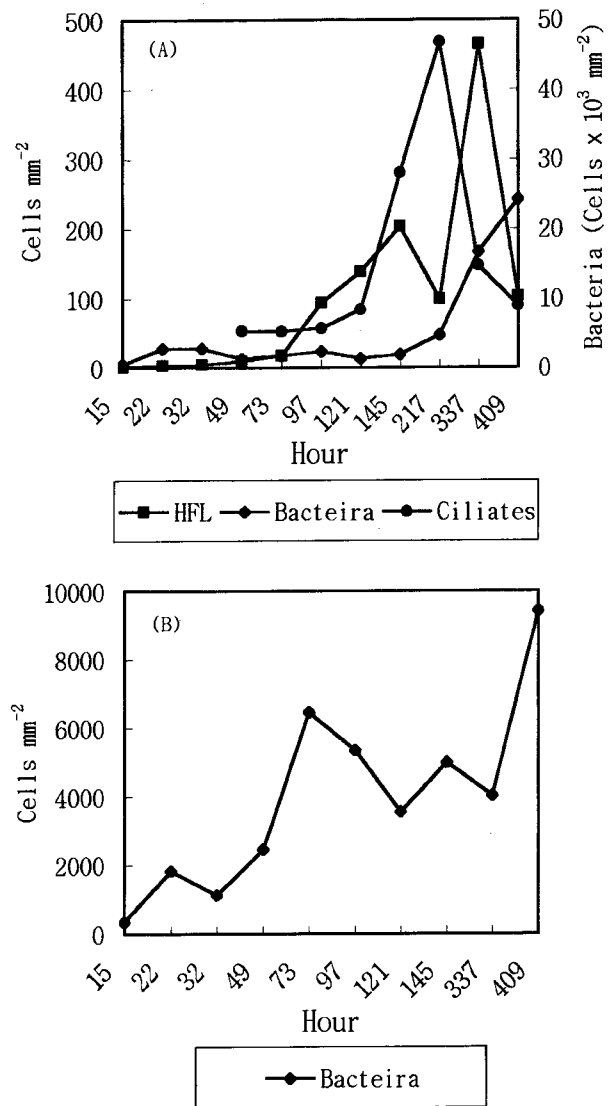 (A)
500
400
300
200
100
0
Cells mm⁻²
50
40
30
20
10
0
Bacteria (Cells x 10³ mm⁻²)
15 22 32 49 73 97 121 145 217 337 409
Hour
HFL Bacteira Ciliates
(B)
10000
8000
6000
4000
2000
0
Cells mm⁻²
15 22 32 49 73 97 121 145 337 409
Hour
Bacteira